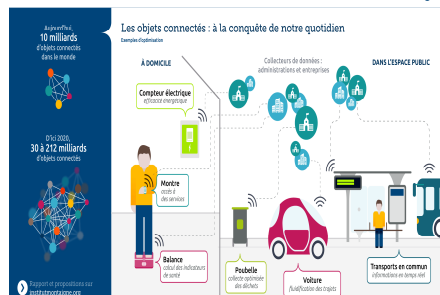 Aujourd'hui,
10 milliards
d'objets connectés
dans le monde
D'ici 2020,
30 à 212 milliards
d'objets connectés
Rapport et propositions sur
institutmontaigne.org
Les objets connectés : à la conquête de notre quotidien
Exemples d'optimisation
À DOMICILE
Collecteurs de données :
administrations et entreprises
DANS L'ESPACE PUBLIC
Compteur électrique
efficacité énergétique
Montre
accès à
des services
Balance
calcul des indicateurs
de santé
Poubelle
collecte optimisée
des déchets
Voiture
fluidification des trajets
Transports en commun
informations en temps réel